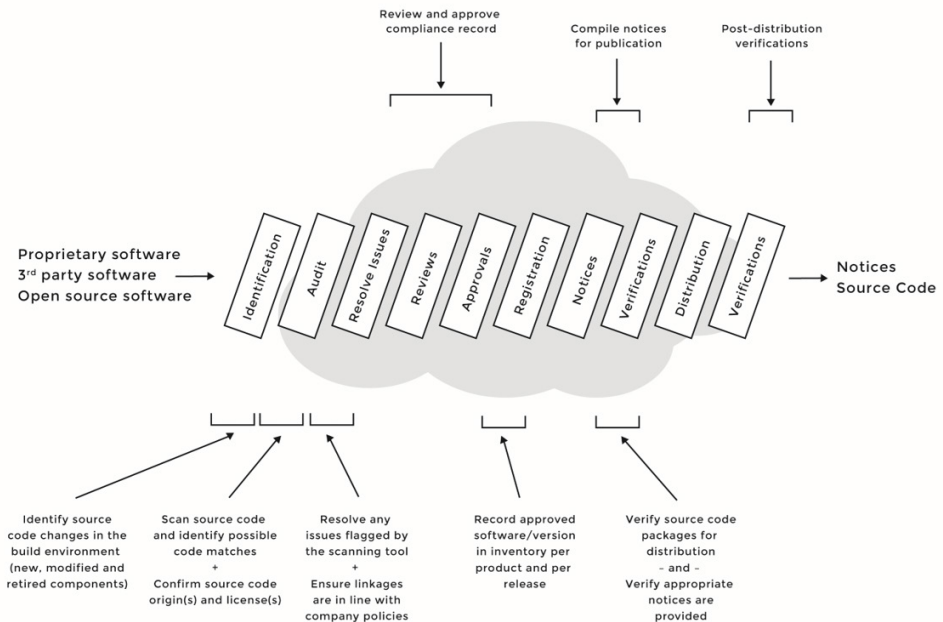 Review and approve
compliance record
Compile notices
for publication
Post-distribution
verifications
Proprietary software
3rd party software
Open source software
Identification
Audit
Resolve Issues
Reviews
Approvals
Registration
Notices
Verifications
Distribution
Verifications
Notices
Source Code
Identify source
code changes in the
build environment
(new, modified and
retired components)
Scan source code
and identify possible
code matches
+
Confirm source code
origin(s) and license(s)
Resolve any
issues flagged by
the scanning tool
+
Ensure linkages
are in line with
company policies
Record approved
software/version
in inventory per
product and per
release
Verify source code
packages for
distribution
- and -
Verify appropriate
notices are
provided